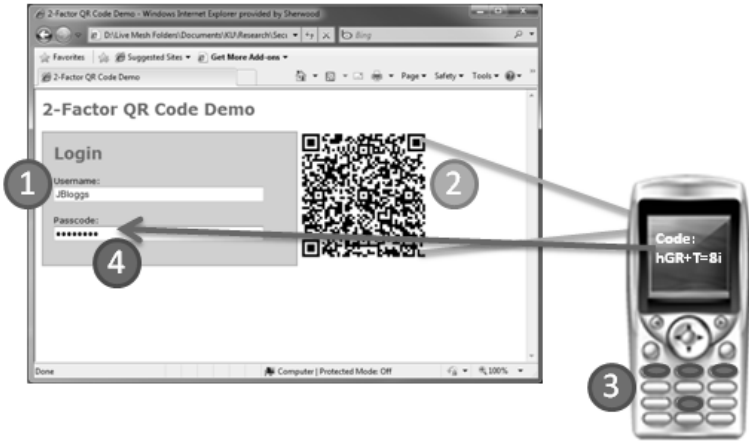 2-Factor QR Code Demo - Windows Internet Explorer provided by Sherwood
D:\Live Mesh Folders\Documents\KU\Research\Secu
Bing
Favorites Suggested Sites Get More Add-ons
2-Factor QR Code Demo
Page Safety Tools
2-Factor QR Code Demo
Login
1
Username:
JBloggs
2
Passcode:
••••••••
4
Code:
hGR+T=8i
3
Done
Computer | Protected Mode: Off
100%